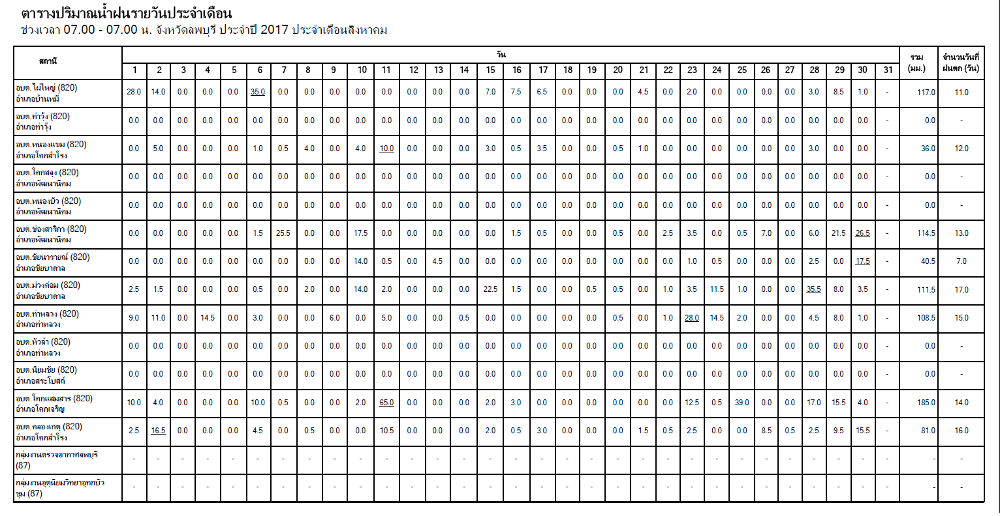 ตารางปริมาณน้ำฝนรายวันประจำเดือน
ช่วงเวลา 07.00 - 07.00 น. จังหวัดลพบุรี ประจำปี 2017 ประจำเดือนสิงหาคม
สถานี วัน รวม (มม.) จำนวนวันที่ ฝนตก (วัน)
1 2 3 4 5 6 7 8 9 10 11 12 13 14 15 16 17 18 19 20 21 22 23 24 25 26 27 28 29 30 31
อบต.ไผ่ใหญ่ (820)
อำเภอบ้านหมี่
28.0 14.0 0.0 0.0 0.0 35.0 0.0 0.0 0.0 0.0 0.0 0.0 0.0 0.0 7.0 7.5 6.5 0.0 0.0 0.0 4.5 0.0 2.0 0.0 0.0 0.0 0.0 3.0 8.5 1.0 - 117.0 11.0
อบต.ท่าวุ้ง (820)
อำเภอท่าวุ้ง
0.0 0.0 0.0 0.0 0.0 0.0 0.0 0.0 0.0 0.0 0.0 0.0 0.0 0.0 0.0 0.0 0.0 0.0 0.0 0.0 0.0 0.0 0.0 0.0 0.0 0.0 0.0 0.0 0.0 0.0 - 0.0 -
อบต.หนองแขม (820)
อำเภอโคกสำโรง
0.0 5.0 0.0 0.0 0.0 1.0 0.5 4.0 0.0 4.0 10.0 0.0 0.0 0.0 3.0 0.5 3.5 0.0 0.0 0.5 1.0 0.0 0.0 0.0 0.0 0.0 0.0 3.0 0.0 0.0 - 36.0 12.0
อบต.โคกสลุง (820)
อำเภอพัฒนานิคม
0.0 0.0 0.0 0.0 0.0 0.0 0.0 0.0 0.0 0.0 0.0 0.0 0.0 0.0 0.0 0.0 0.0 0.0 0.0 0.0 0.0 0.0 0.0 0.0 0.0 0.0 0.0 0.0 0.0 0.0 - 0.0 -
อบต.หนองบัว (820)
อำเภอพัฒนานิคม
0.0 0.0 0.0 0.0 0.0 0.0 0.0 0.0 0.0 0.0 0.0 0.0 0.0 0.0 0.0 0.0 0.0 0.0 0.0 0.0 0.0 0.0 0.0 0.0 0.0 0.0 0.0 0.0 0.0 0.0 - 0.0 -
อบต.ช่องสาริกา (820)
อำเภอพัฒนานิคม
0.0 0.0 0.0 0.0 0.0 1.5 25.5 0.0 0.0 17.5 0.0 0.0 0.0 0.0 0.0 1.5 0.5 0.0 0.0 0.5 0.0 2.5 3.5 0.0 0.5 7.0 0.0 6.0 21.5 26.5 - 114.5 13.0
อบต.ชัยนารายณ์ (820)
อำเภอชัยบาดาล
0.0 0.0 0.0 0.0 0.0 0.0 0.0 0.0 0.0 14.0 0.5 0.0 4.5 0.0 0.0 0.0 0.0 0.0 0.0 0.0 0.0 0.0 1.0 0.5 0.0 0.0 0.0 2.5 0.0 17.5 - 40.5 7.0
อบต.ม่วงค่อม (820)
อำเภอชัยบาดาล
2.5 1.5 0.0 0.0 0.0 0.5 0.0 2.0 0.0 14.0 2.0 0.0 0.0 0.0 22.5 1.5 0.0 0.0 0.5 0.5 0.0 1.0 3.5 11.5 1.0 0.0 0.0 35.5 8.0 3.5 - 111.5 17.0
อบต.ท่าหลวง (820)
อำเภอท่าหลวง
9.0 11.0 0.0 14.5 0.0 3.0 0.0 0.0 6.0 0.0 5.0 0.0 0.0 0.5 0.0 0.0 0.0 0.0 0.0 0.5 0.0 1.0 28.0 14.5 2.0 0.0 0.0 4.5 8.0 1.0 - 108.5 15.0
อบต.หัวลำ (820)
อำเภอท่าหลวง
0.0 0.0 0.0 0.0 0.0 0.0 0.0 0.0 0.0 0.0 0.0 0.0 0.0 0.0 0.0 0.0 0.0 0.0 0.0 0.0 0.0 0.0 0.0 0.0 0.0 0.0 0.0 0.0 0.0 0.0 - 0.0 -
อบต.นิยมชัย (820)
อำเภอสระโบสถ์
0.0 0.0 0.0 0.0 0.0 0.0 0.0 0.0 0.0 0.0 0.0 0.0 0.0 0.0 0.0 0.0 0.0 0.0 0.0 0.0 0.0 0.0 0.0 0.0 0.0 0.0 0.0 0.0 0.0 0.0 - 0.0 -
อบต.โคกแสมสาร (820)
อำเภอโคกเจริญ
10.0 4.0 0.0 0.0 0.0 10.0 0.5 0.0 0.0 2.0 65.0 0.0 0.0 0.0 2.0 3.0 0.0 0.0 0.0 0.0 0.0 0.0 12.5 0.5 39.0 0.0 0.0 17.0 15.5 4.0 - 185.0 14.0
อบต.คลองเกตุ (820)
อำเภอโคกสำโรง
2.5 16.5 0.0 0.0 0.0 4.5 0.0 0.5 0.0 0.0 10.5 0.0 0.0 0.0 2.0 0.5 3.0 0.0 0.0 0.0 1.5 0.5 2.5 0.0 0.0 8.5 0.5 2.5 9.5 15.5 - 81.0 16.0
กลุ่มงานตรวจอากาศลพบุรี
(87)
- - - - - - - - - - - - - - - - - - - - - - - - - - - - - - - - -
กลุ่มงานอุตุนิยมวิทยาอุทกบัว
ชุม (87)
- - - - - - - - - - - - - - - - - - - - - - - - - - - - - - - - -